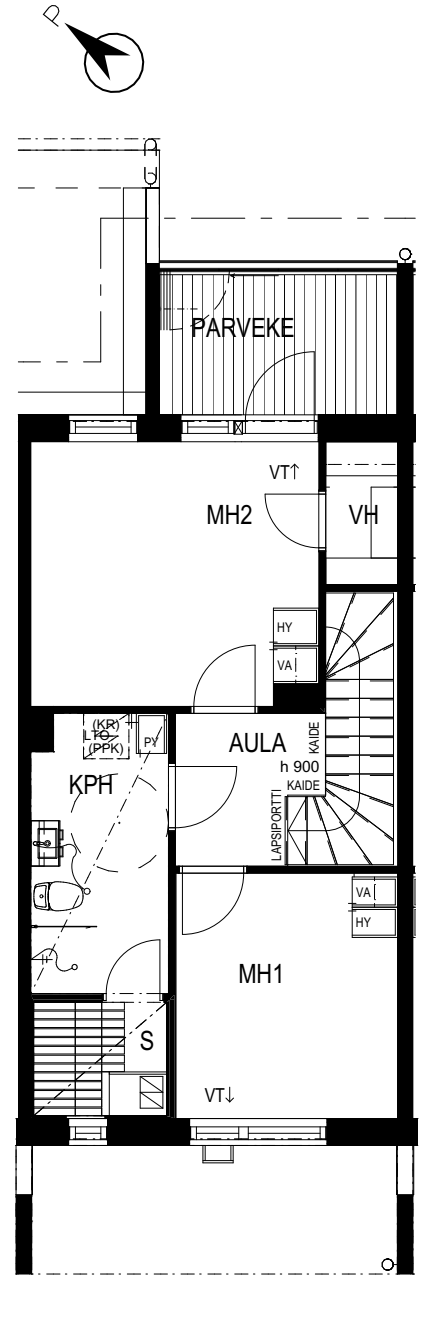 P
PARVEKE
VT↑
MH2
VH
HY
VA
(KR)
LTO
(PPK)
PY
AULA
KAIDE
h 900
KAIDE
LAPSIPORTTI
KPH
VA
HY
MH1
S
VT↓